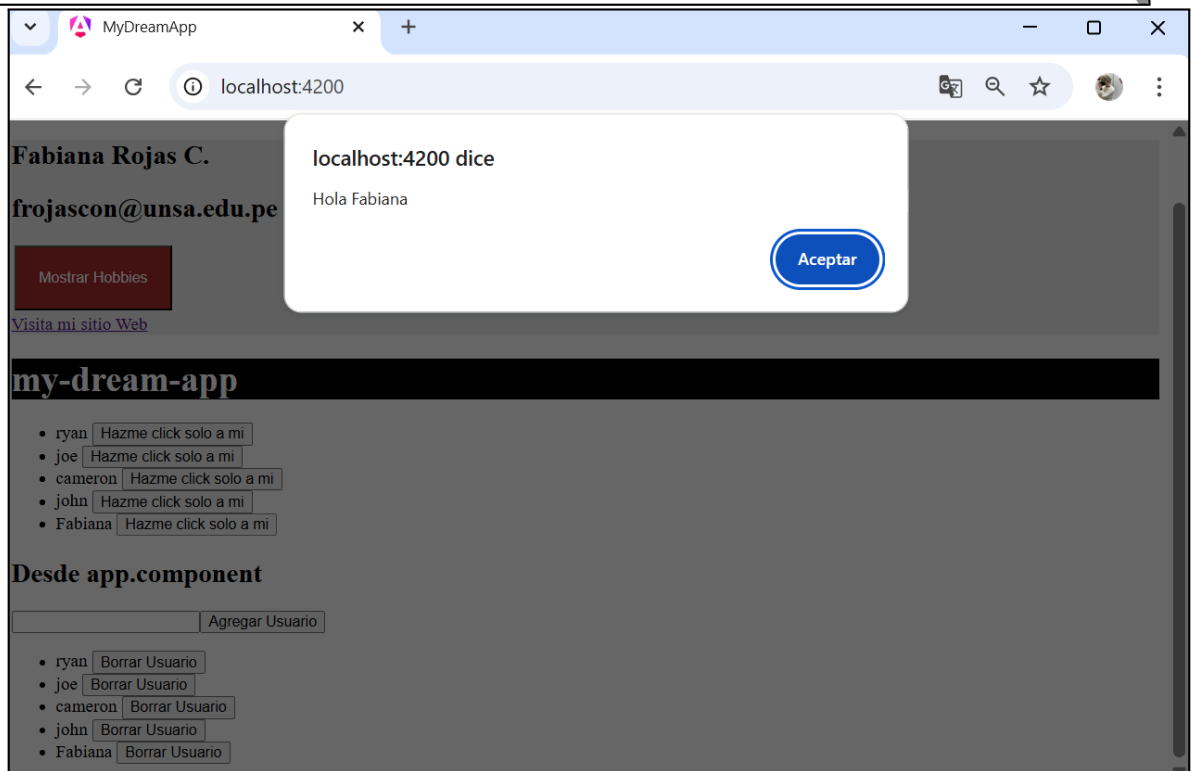 MyDreamApp
localhost:4200
localhost:4200 dice
Hola Fabiana
Aceptar
Fabiana Rojas C.
frojascon@unsa.edu.pe
Mostrar Hobbies
Visita mi sitio Web
my-dream-app
ryan Hazme click solo a mi
joe Hazme click solo a mi
cameron Hazme click solo a mi
john Hazme click solo a mi
Fabiana Hazme click solo a mi
Desde app.component
Agregar Usuario
ryan Borrar Usuario
joe Borrar Usuario
cameron Borrar Usuario
john Borrar Usuario
Fabiana Borrar Usuario